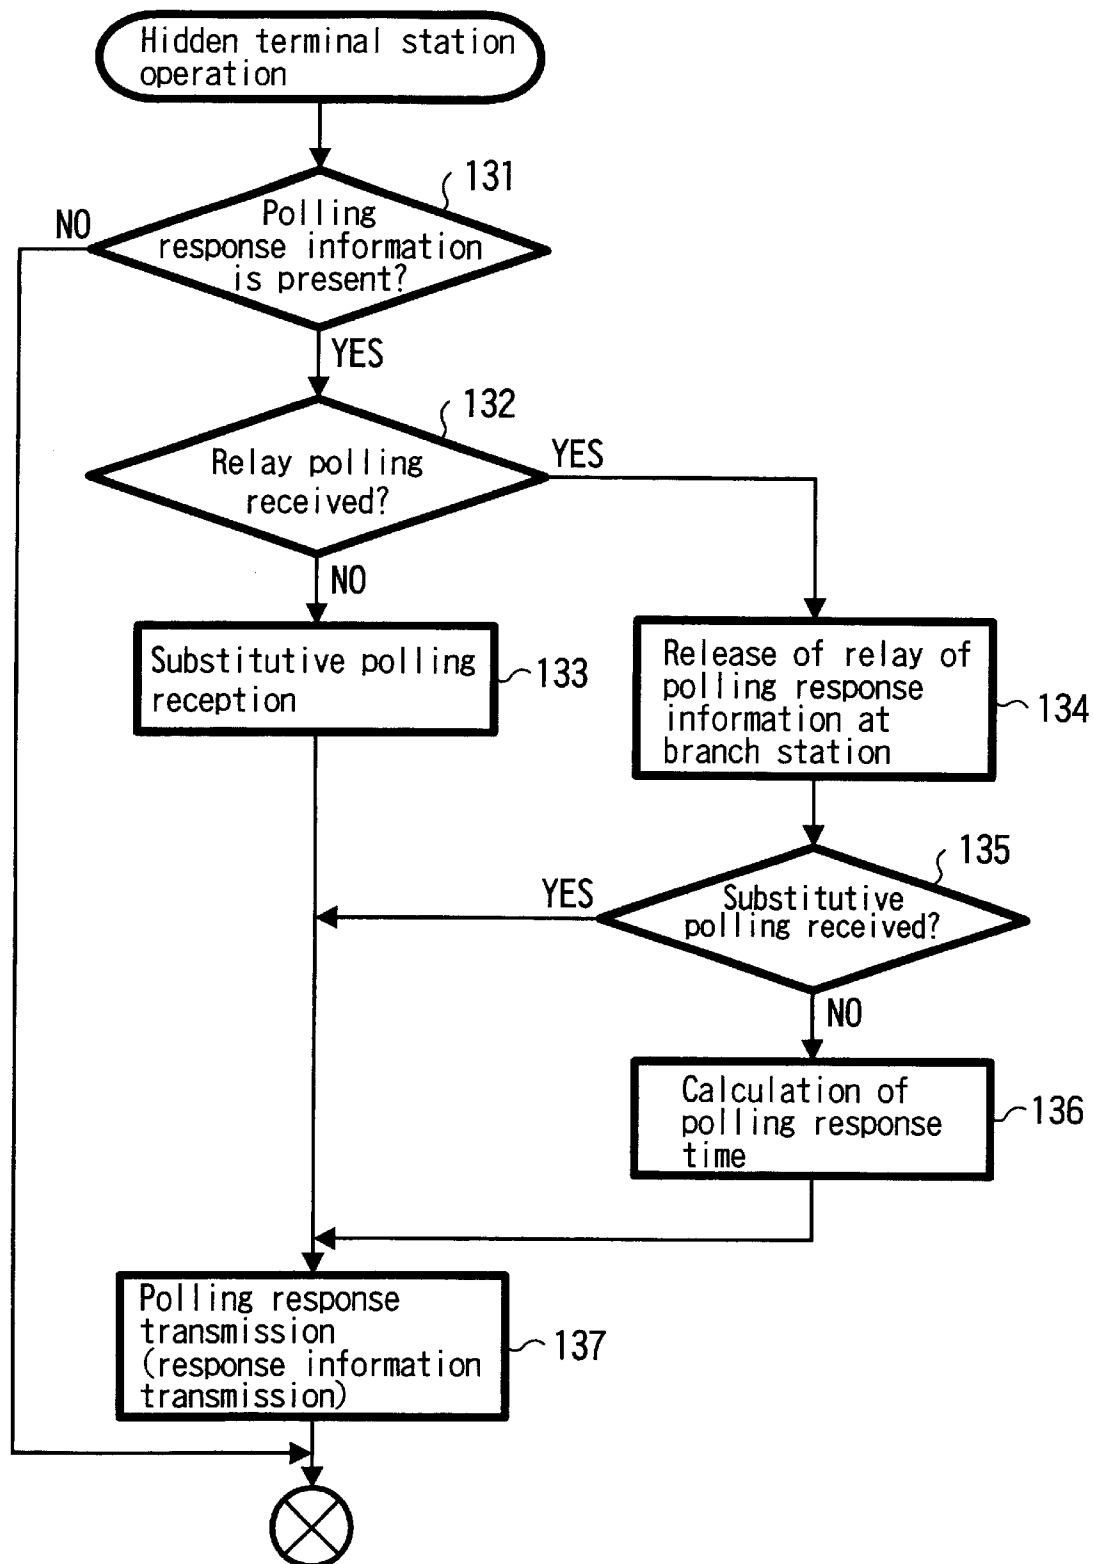 Hidden terminal station
operation
131
NO
Polling
response information
is present?
YES
132
Relay polling
received?
YES
NO
Substitutive polling
reception
133
Release of relay of
polling response
information at
branch station
134
135
YES
Substitutive
polling received?
NO
Calculation of
polling response
time
136
Polling response
transmission
(response information
transmission)
137